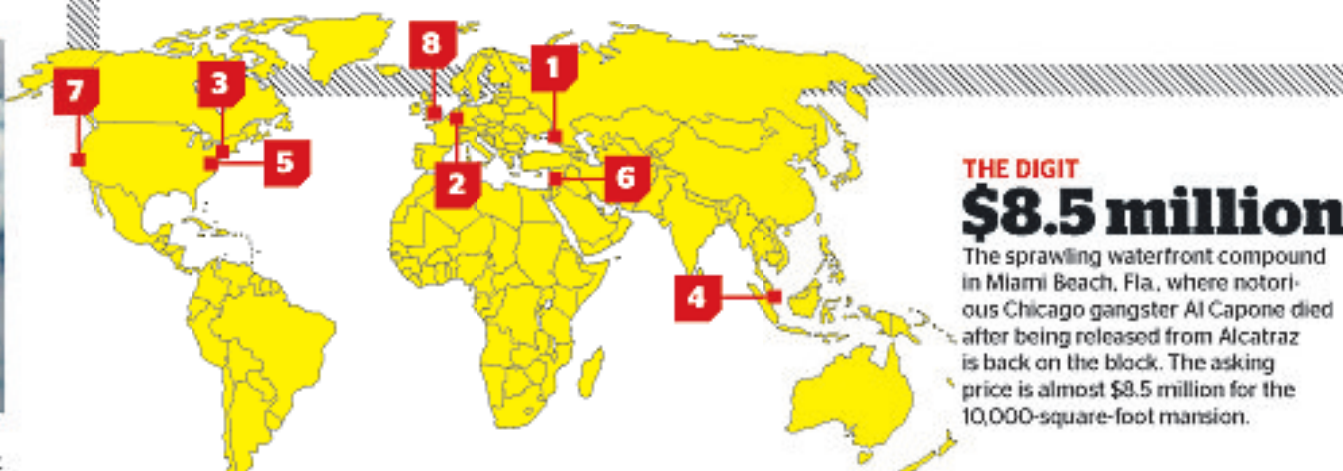 8
1
7
3
5
2
6
4
THE DIGIT
$8.5 million
The sprawling waterfront compound
in Miami Beach, Fla., where notori-
ous Chicago gangster Al Capone died
after being released from Alcatraz
is back on the block. The asking
price is almost $8.5 million for the
10,000-square-foot mansion.